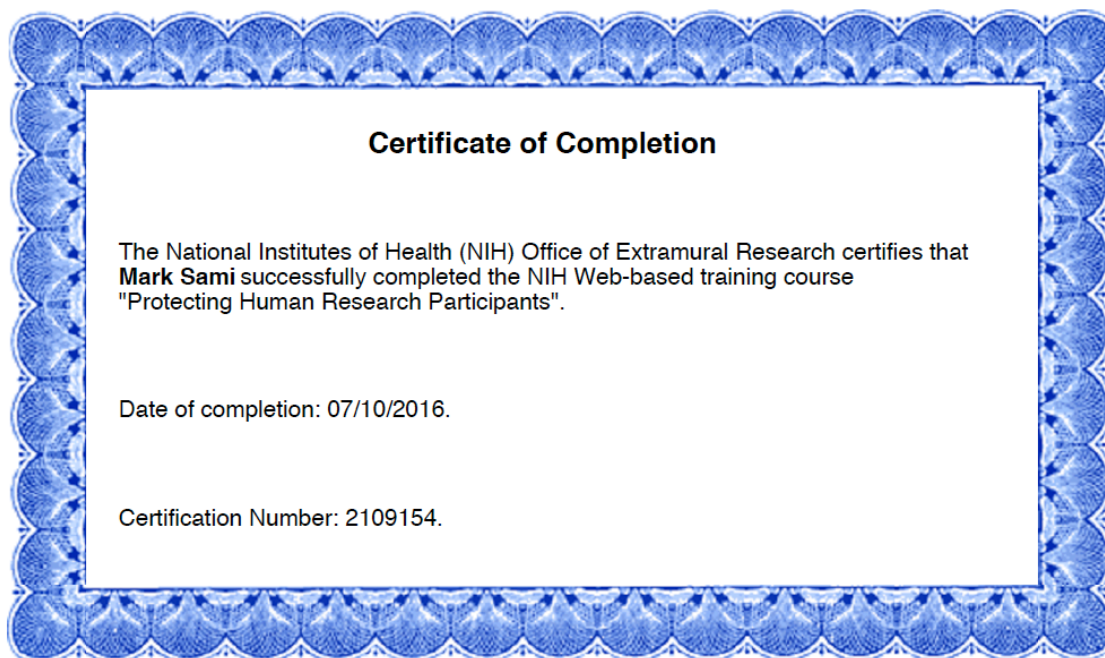 Certificate of Completion
The National Institutes of Health (NIH) Office of Extramural Research certifies that
Mark Sami successfully completed the NIH Web-based training course
"Protecting Human Research Participants".
Date of completion: 07/10/2016.
Certification Number: 2109154.